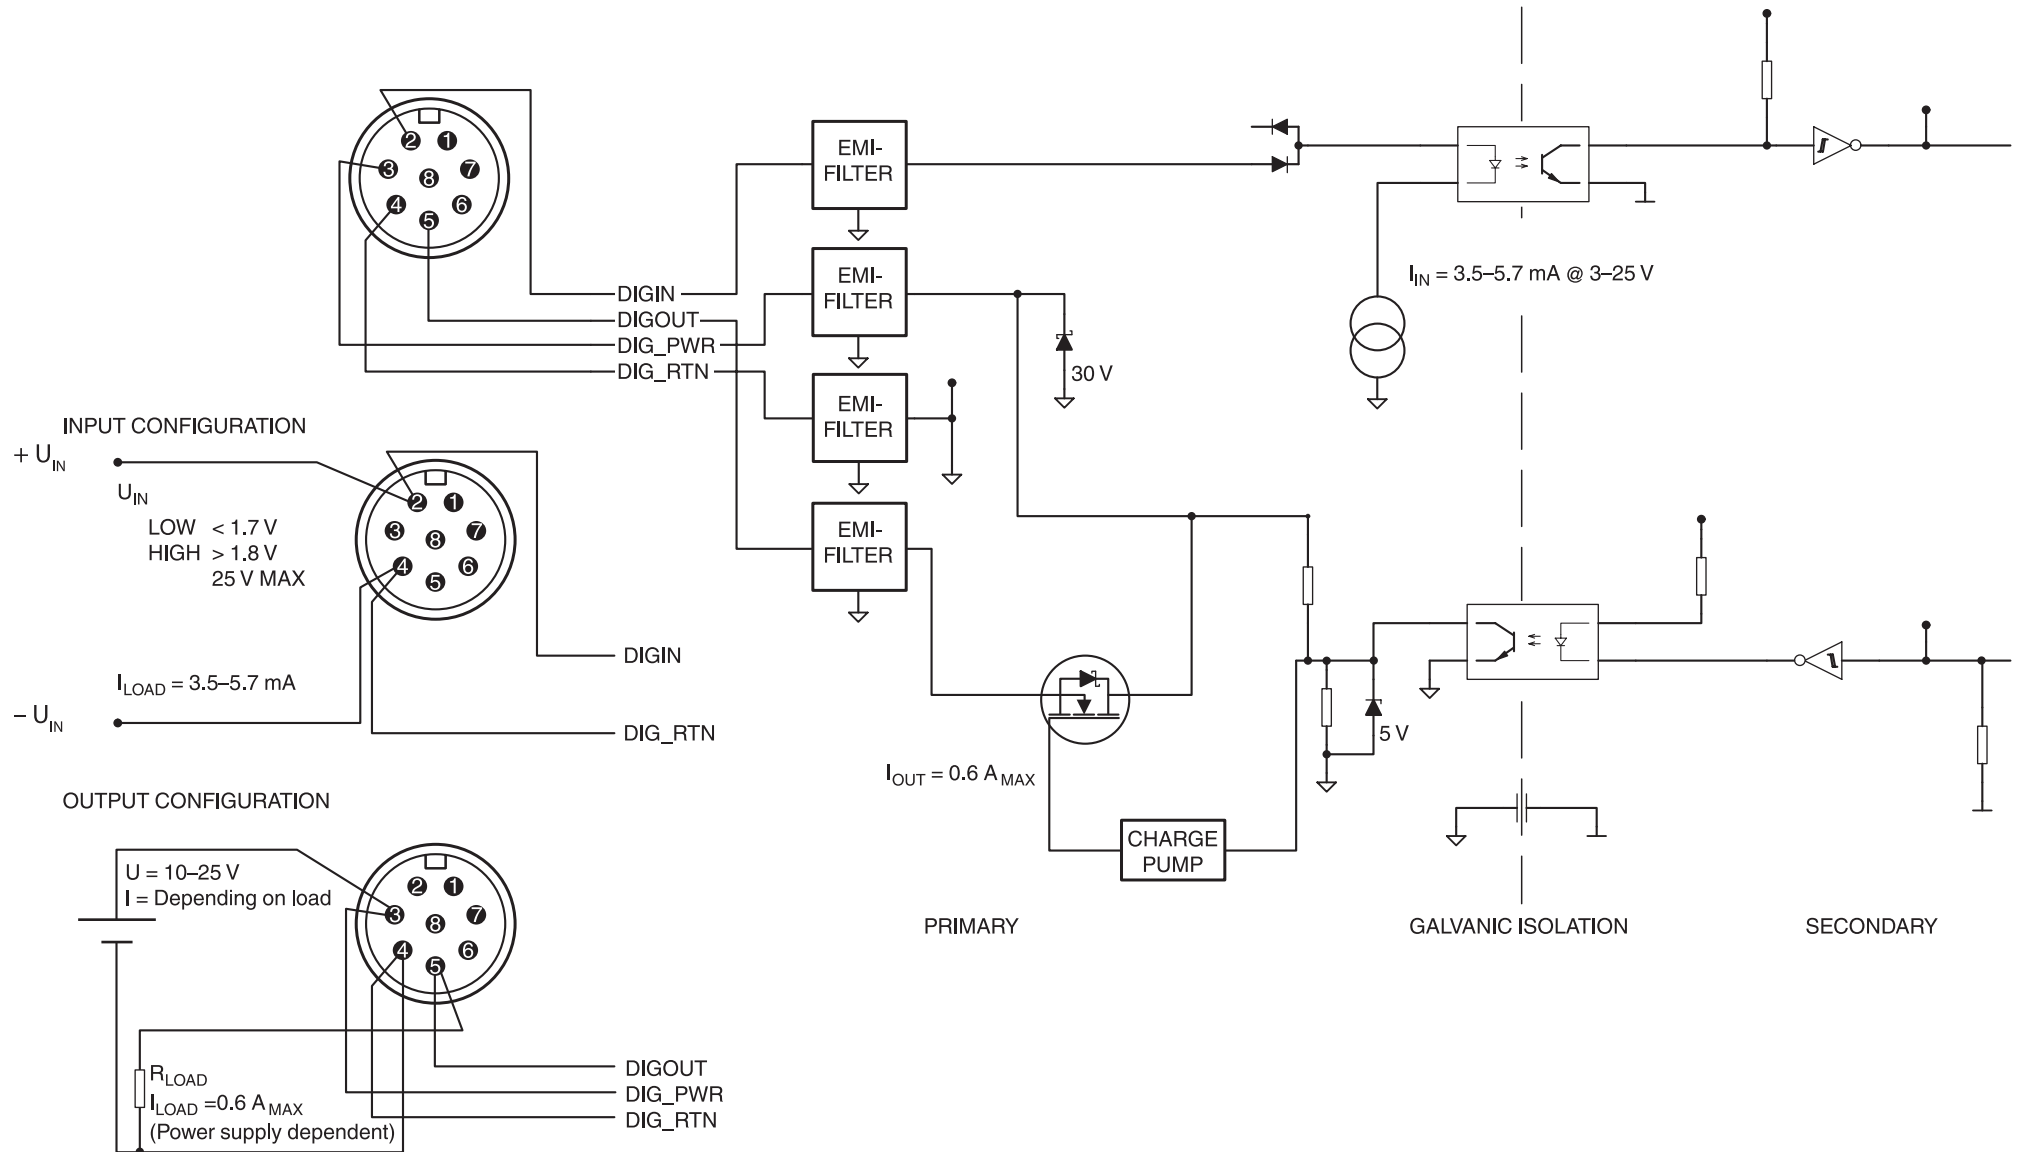 2 1
3 8 7
4 5 6
EMI-
FILTER
EMI-
FILTER
EMI-
FILTER
EMI-
FILTER
DIGIN
DIGOUT
DIG_PWR
DIG_RTN
30 V
I_IN = 3.5–5.7 mA @ 3–25 V
INPUT CONFIGURATION
+ U_IN
U_IN
LOW < 1.7 V
HIGH > 1.8 V
25 V MAX
2 1
3 8 7
4 5 6
I_LOAD = 3.5–5.7 mA
– U_IN
DIGIN
DIG_RTN
I_OUT = 0.6 A_MAX
5 V
CHARGE
PUMP
OUTPUT CONFIGURATION
U = 10–25 V
I = Depending on load
2 1
3 8 7
4 5 6
R_LOAD
I_LOAD =0.6 A_MAX
(Power supply dependent)
DIGOUT
DIG_PWR
DIG_RTN
PRIMARY
GALVANIC ISOLATION
SECONDARY